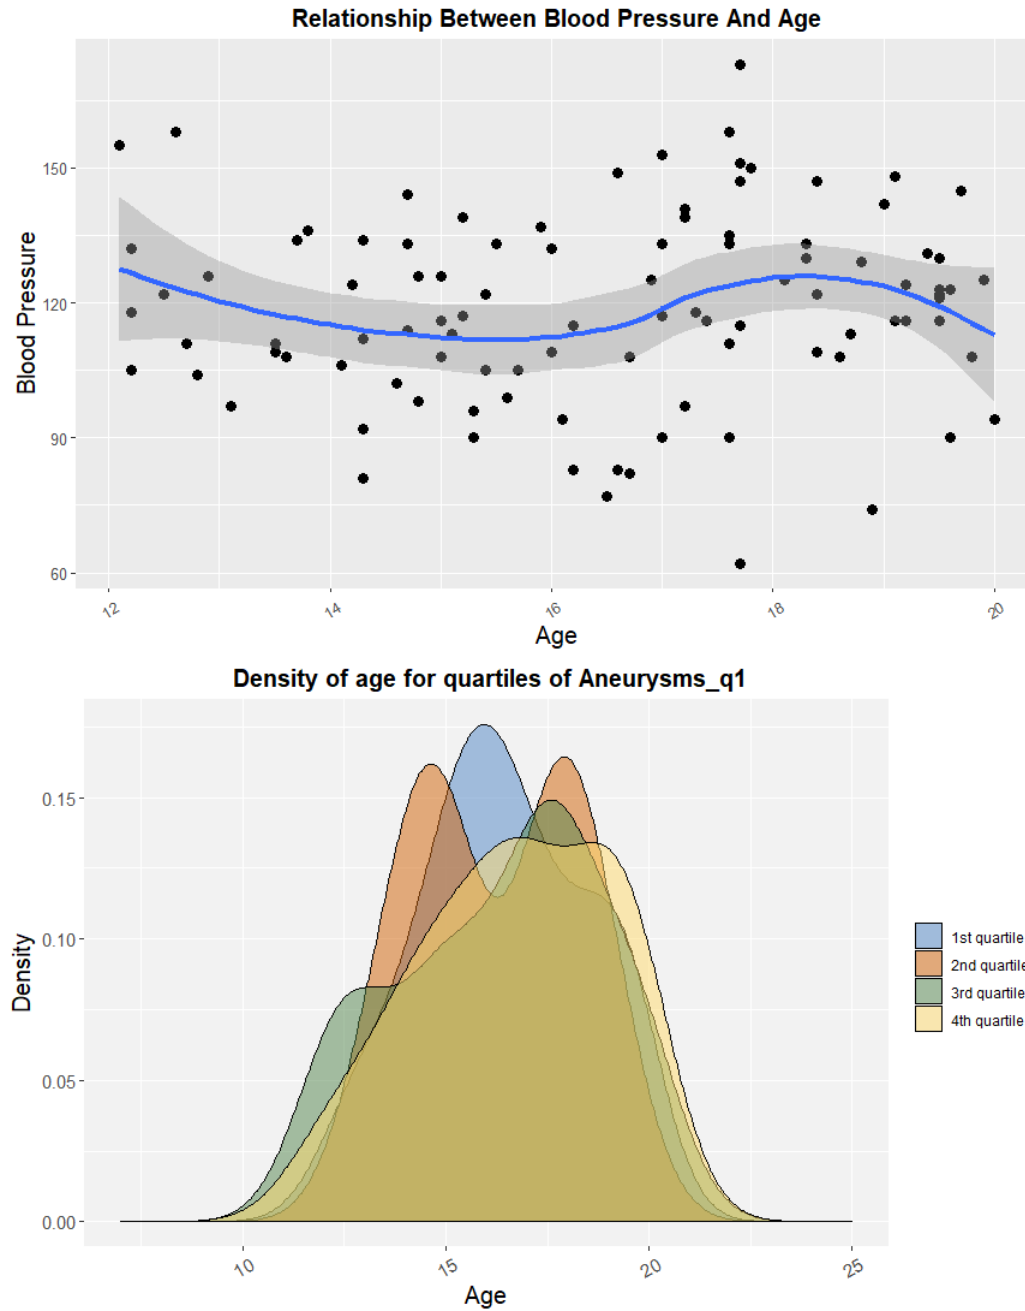 Relationship Between Blood Pressure And Age
150
120
90
60
Blood Pressure
12
14
16
18
20
Age
Density of age for quartiles of Aneurysms_q1
0.15
0.10
0.05
0.00
Density
10
15
20
25
Age
1st quartile
2nd quartile
3rd quartile
4th quartile